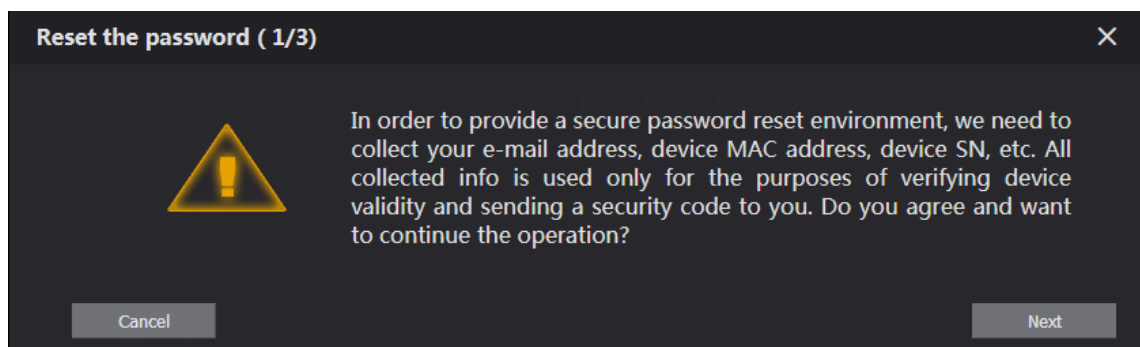 Reset the password ( 1/3)
In order to provide a secure password reset environment, we need to
collect your e-mail address, device MAC address, device SN, etc. All
collected info is used only for the purposes of verifying device
validity and sending a security code to you. Do you agree and want
to continue the operation?
Cancel
Next